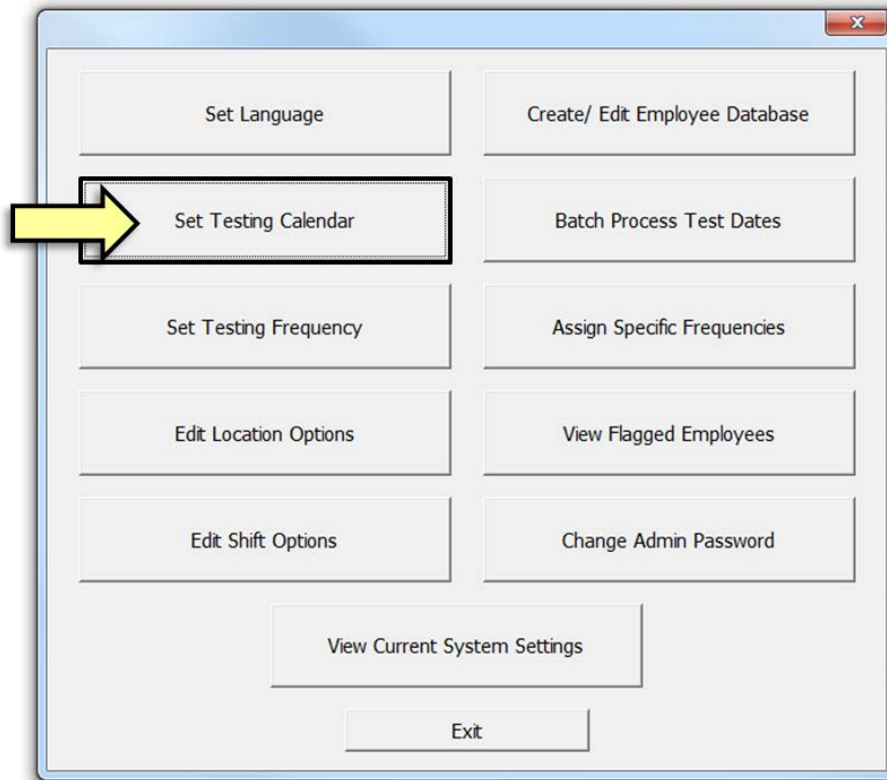 Set Language
Create/ Edit Employee Database
Set Testing Calendar
Batch Process Test Dates
Set Testing Frequency
Assign Specific Frequencies
Edit Location Options
View Flagged Employees
Edit Shift Options
Change Admin Password
View Current System Settings
Exit